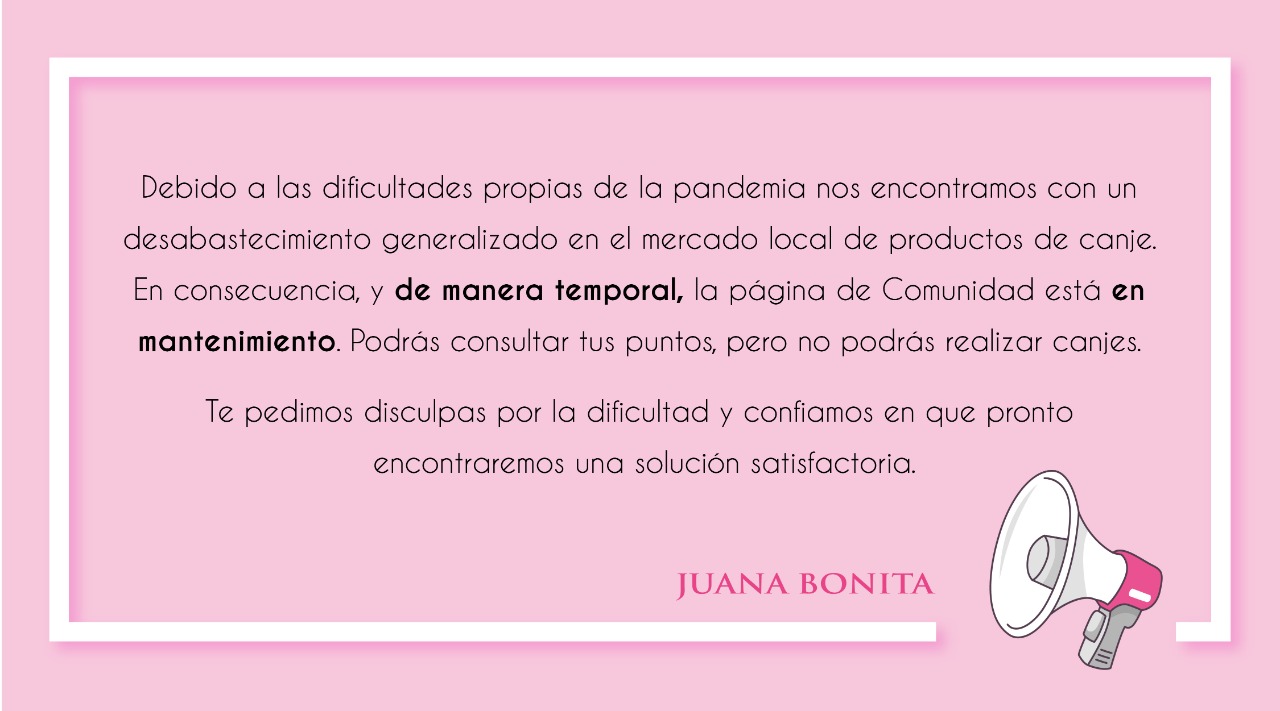 Debido a las dificultades propias de la pandemia nos encontramos con un
desabastecimiento generalizado en el mercado local de productos de canje.
En consecuencia, y de manera temporal, la página de Comunidad está en
mantenimiento. Podrás consultar tus puntos, pero no podrás realizar canjes.
Te pedimos disculpas por la dificultad y confiamos en que pronto
encontraremos una solución satisfactoria.
JUANA BONITA